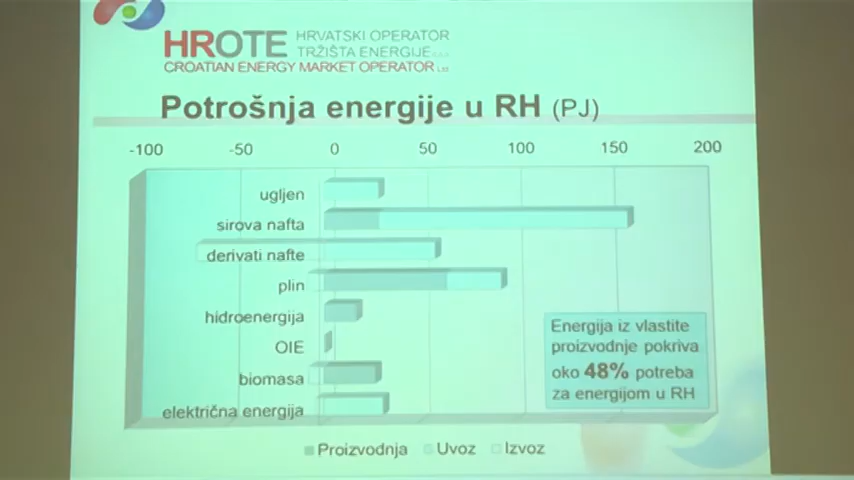 HROTE HRVATSKI OPERATOR
TRŽIŠTA ENERGIJE
CROATIAN ENERGY MARKET OPERATOR
Potrošnja energije u RH (PJ)
-100 -50 0 50 100 150 200
ugljen
sirova nafta
derivati nafte
plin
hidroenergija
OIE
biomasa
električna energija
Energija iz vlastite
proizvodnje pokriva
oko 48% potreba
za energijom u RH
Proizvodnja Uvoz Izvoz